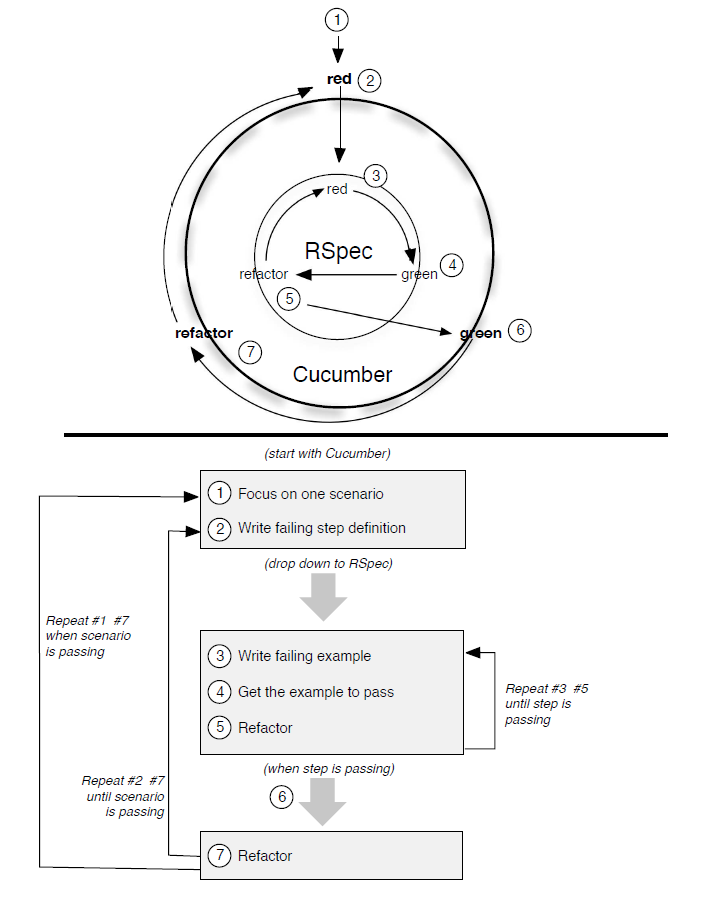 1
red 2
3
red
RSpec
refactor
green 4
5
green 6
refactor
7
Cucumber
(start with Cucumber)
1 Focus on one scenario
2 Write failing step definition
(drop down to RSpec)
Repeat #1 #7
when scenario
is passing
3 Write failing example
4 Get the example to pass
5 Refactor
Repeat #3 #5
until step is
passing
(when step is passing)
Repeat #2 #7
until scenario
is passing
6
7 Refactor